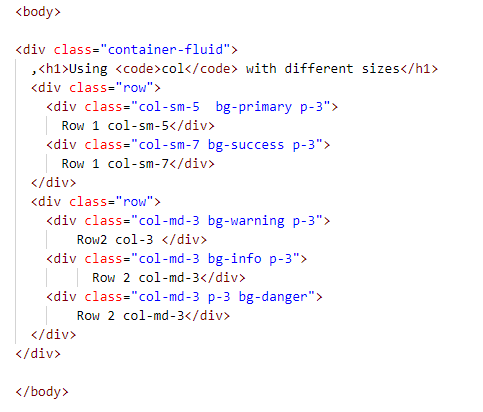 <body>
<div class="container-fluid">
,<h1>Using <code>col</code> with different sizes</h1>
<div class="row">
<div class="col-sm-5  bg-primary p-3">
Row 1 col-sm-5</div>
<div class="col-sm-7 bg-success p-3">
Row 1 col-sm-7</div>
</div>
<div class="row">
<div class="col-md-3 bg-warning p-3">
Row2 col-3 </div>
<div class="col-md-3 bg-info p-3">
Row 2 col-md-3</div>
<div class="col-md-3 p-3 bg-danger">
Row 2 col-md-3</div>
</div>
</div>
</body>